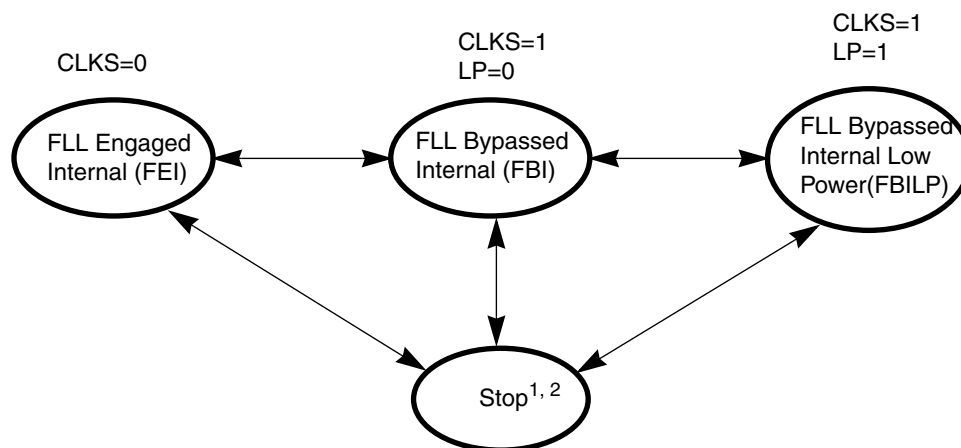 CLKS=0
CLKS=1
LP=0
CLKS=1
LP=1
FLL Engaged
Internal (FEI)
FLL Bypassed
Internal (FBI)
FLL Bypassed
Internal Low
Power(FBILP)
Stop1, 2